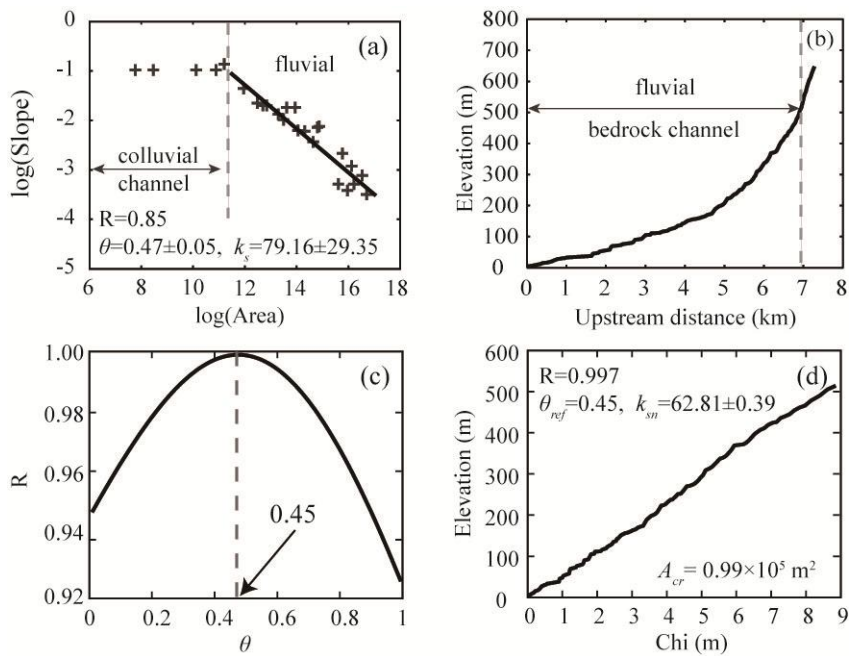 (a)
fluvial
colluvial
channel
R=0.85
θ=0.47±0.05, kₛ=79.16±29.35
log(Slope)
0
-1
-2
-3
-4
-5
6 8 10 12 14 16 18
log(Area)
(b)
fluvial
bedrock channel
Elevation (m)
800
700
600
500
400
300
200
100
0
0 1 2 3 4 5 6 7 8
Upstream distance (km)
(c)
0.45
R
1.00
0.98
0.96
0.94
0.92
0 0.2 0.4 0.6 0.8 1
θ
(d)
R=0.997
θref=0.45, ksn=62.81±0.39
Acr= 0.99×10⁵ m²
Elevation (m)
600
500
400
300
200
100
0
0 1 2 3 4 5 6 7 8 9
Chi (m)